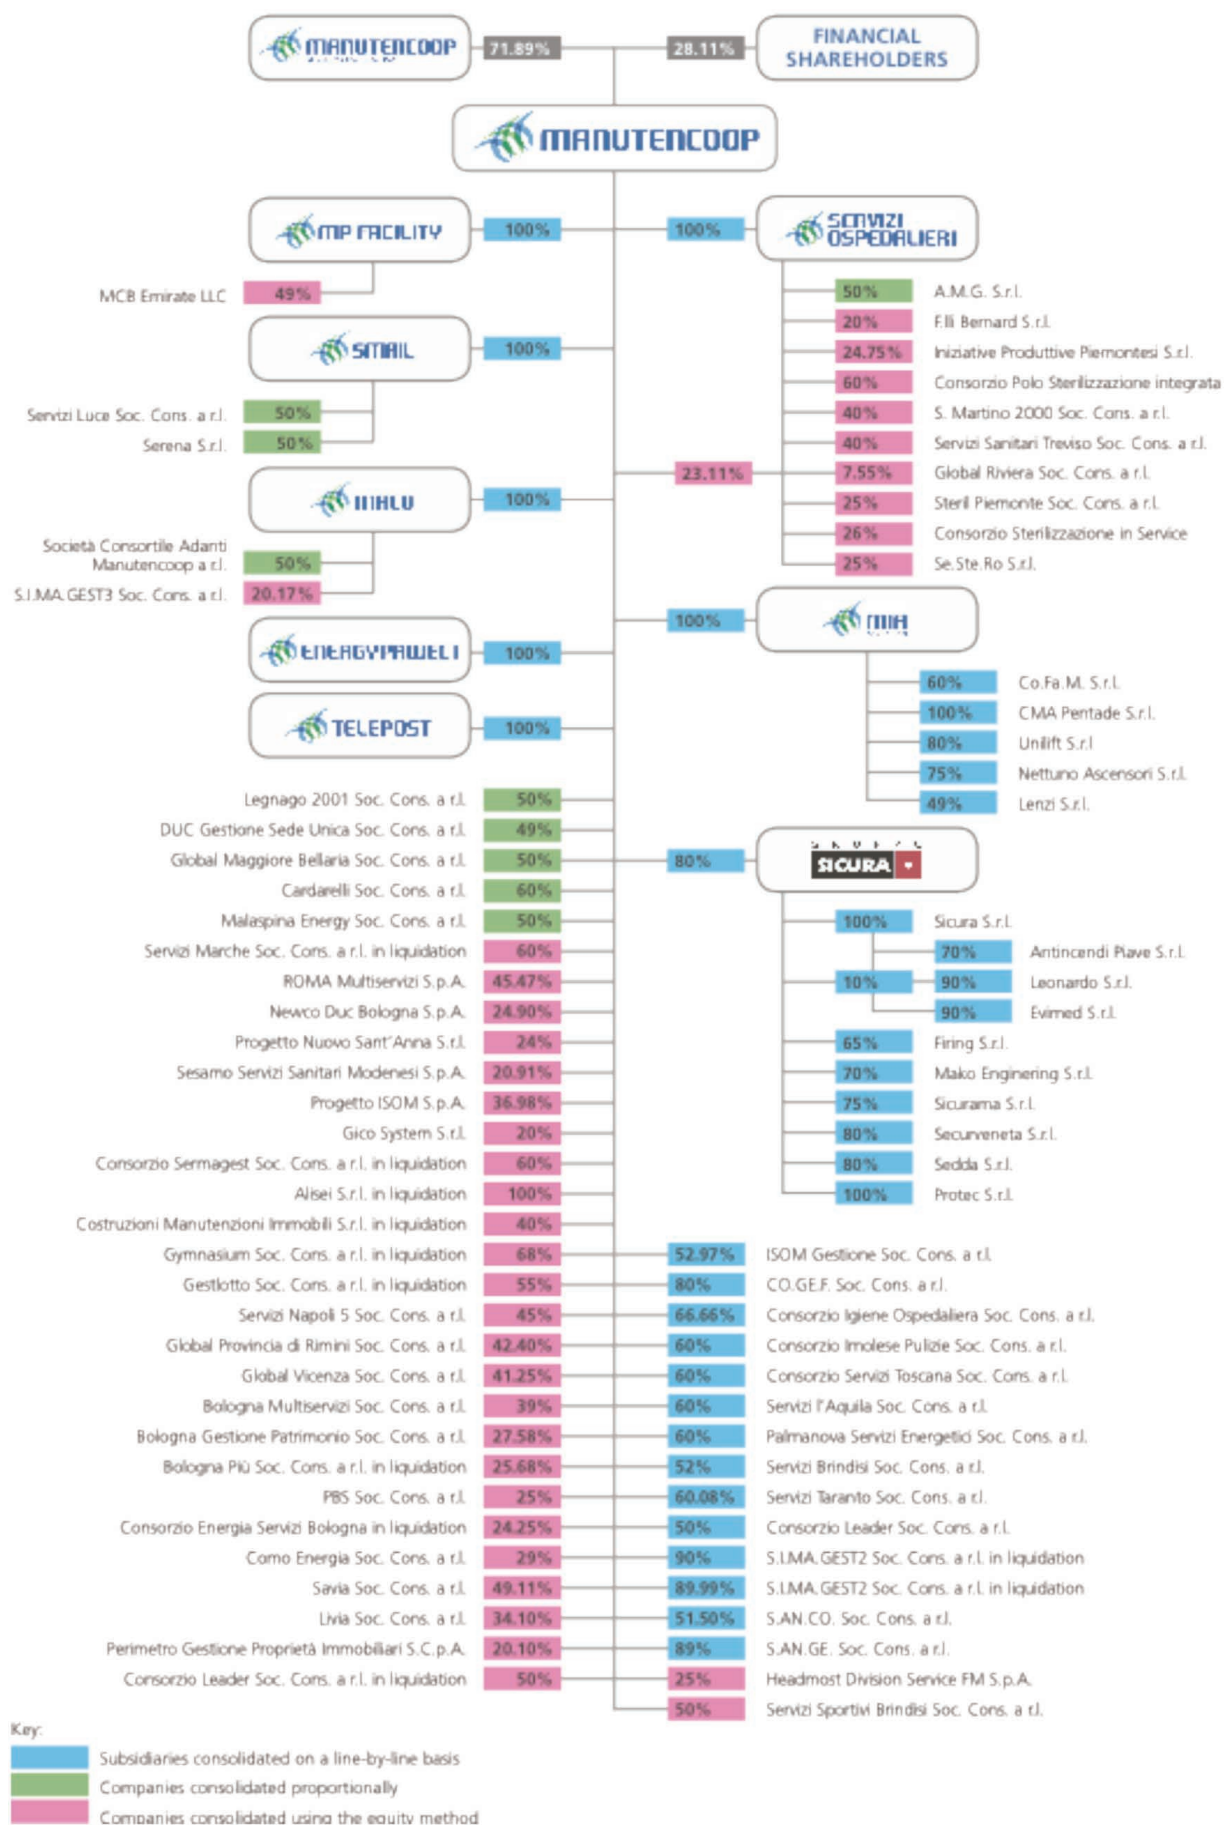 MANUTENCOOP
71.89%
28.11%
FINANCIAL
SHAREHOLDERS
MANUTENCOOP
MP FACILITY
100%
100%
SERVIZI
OSPEDALIERI
MCB Emirate LLC
49%
50%
A.M.G. S.r.l.
20%
F.lli Bernard S.r.l.
SMAIL
100%
24.75%
Iniziative Produttive Piemontesi S.r.l.
60%
Consorzio Polo Sterilizzazione integrata
Servizi Luce Soc. Cons. a r.l.
50%
40%
S. Martino 2000 Soc. Cons. a r.l.
Serena S.r.l.
50%
40%
Servizi Sanitari Treviso Soc. Cons. a r.l.
23.11%
7.55%
Global Riviera Soc. Cons. a r.l.
100%
25%
Steril Piemonte Soc. Cons. a r.l.
26%
Consorzio Sterilizzazione in Service
Società Consortile Adanti
Manutencoop a r.l.
50%
25%
Se.Ste.Ro S.r.l.
S.I.MA.GEST3 Soc. Cons. a r.l.
20.17%
100%
MIA
100%
60%
Co.Fa.M. S.r.l.
100%
CMA Pentade S.r.l.
TELEPOST
100%
80%
Unilift S.r.l
75%
Nettuno Ascensori S.r.l.
49%
Lenzi S.r.l.
Legnago 2001 Soc. Cons. a r.l.
50%
DUC Gestione Sede Unica Soc. Cons. a r.l.
49%
Global Maggiore Bellaria Soc. Cons. a r.l.
50%
80%
SICURA
Cardarelli Soc. Cons. a r.l.
60%
Malaspina Energy Soc. Cons. a r.l.
50%
100%
Sicura S.r.l.
Servizi Marche Soc. Cons. a r.l. in liquidation
60%
70%
Antincendi Piave S.r.l.
ROMA Multiservizi S.p.A.
45.47%
10%
90%
Leonardo S.r.l.
Newco Duc Bologna S.p.A.
24.90%
90%
Evimed S.r.l.
Progetto Nuovo Sant'Anna S.r.l.
24%
65%
Firing S.r.l.
Sesamo Servizi Sanitari Modenesi S.p.A.
20.91%
70%
Mako Enginering S.r.l.
Progetto ISOM S.p.A.
36.98%
75%
Sicurama S.r.l.
Gico System S.r.l.
20%
80%
Securveneta S.r.l.
Consorzio Sermagest Soc. Cons. a r.l. in liquidation
60%
80%
Sedda S.r.l.
Alisei S.r.l. in liquidation
100%
100%
Protec S.r.l.
Costruzioni Manutenzioni Immobili S.r.l. in liquidation
40%
Gymnasium Soc. Cons. a r.l. in liquidation
68%
52.97%
ISOM Gestione Soc. Cons. a r.l.
Gestlotto Soc. Cons. a r.l. in liquidation
55%
80%
CO.GE.F. Soc. Cons. a r.l.
Servizi Napoli 5 Soc. Cons. a r.l.
45%
66.66%
Consorzio Igiene Ospedaliera Soc. Cons. a r.l.
Global Provincia di Rimini Soc. Cons. a r.l.
42.40%
60%
Consorzio Imolese Pulizie Soc. Cons. a r.l.
Global Vicenza Soc. Cons. a r.l.
41.25%
60%
Consorzio Servizi Toscana Soc. Cons. a r.l.
Bologna Multiservizi Soc. Cons. a r.l.
39%
60%
Servizi l'Aquila Soc. Cons. a r.l.
Bologna Gestione Patrimonio Soc. Cons. a r.l.
27.58%
60%
Palmanova Servizi Energetici Soc. Cons. a r.l.
Bologna Più Soc. Cons. a r.l. in liquidation
25.68%
52%
Servizi Brindisi Soc. Cons. a r.l.
PBS Soc. Cons. a r.l.
25%
60.08%
Servizi Taranto Soc. Cons. a r.l.
Consorzio Energia Servizi Bologna in liquidation
24.25%
50%
Consorzio Leader Soc. Cons. a r.l.
Como Energia Soc. Cons. a r.l.
29%
90%
S.I.MA.GEST2 Soc. Cons. a r.l. in liquidation
Savia Soc. Cons. a r.l.
49.11%
89.99%
S.I.MA.GEST2 Soc. Cons. a r.l. in liquidation
Livia Soc. Cons. a r.l.
34.10%
51.50%
S.AN.CO. Soc. Cons. a r.l.
Perimetro Gestione Proprietà Immobiliari S.C.p.A.
20.10%
89%
S.AN.GE. Soc. Cons. a r.l.
Consorzio Leader Soc. Cons. a r.l. in liquidation
50%
25%
Headmost Division Service FM S.p.A.
50%
Servizi Sportivi Brindisi Soc. Cons. a r.l.
Key:
Subsidiaries consolidated on a line-by-line basis
Companies consolidated proportionally
Companies consolidated using the equity method